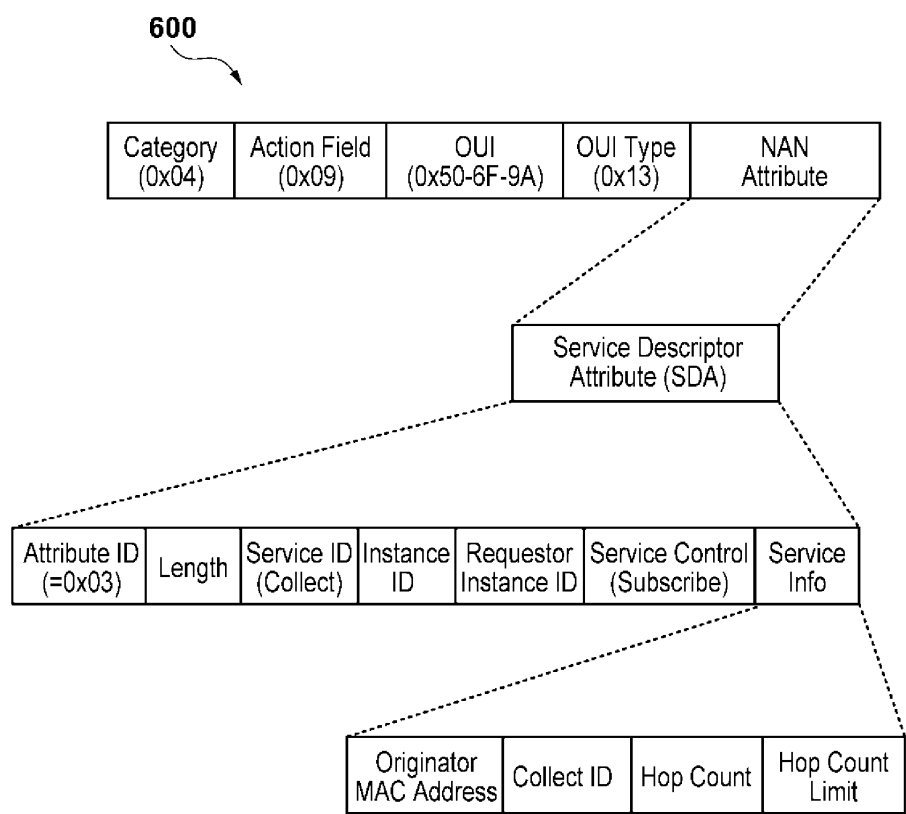 600
Category
(0x04)
Action Field
(0x09)
OUI
(0x50-6F-9A)
OUI Type
(0x13)
NAN
Attribute
Service Descriptor
Attribute (SDA)
Attribute ID
(=0x03)
Length
Service ID
(Collect)
Instance
ID
Requestor
Instance ID
Service Control
(Subscribe)
Service
Info
Originator
MAC Address
Collect ID
Hop Count
Hop Count
Limit